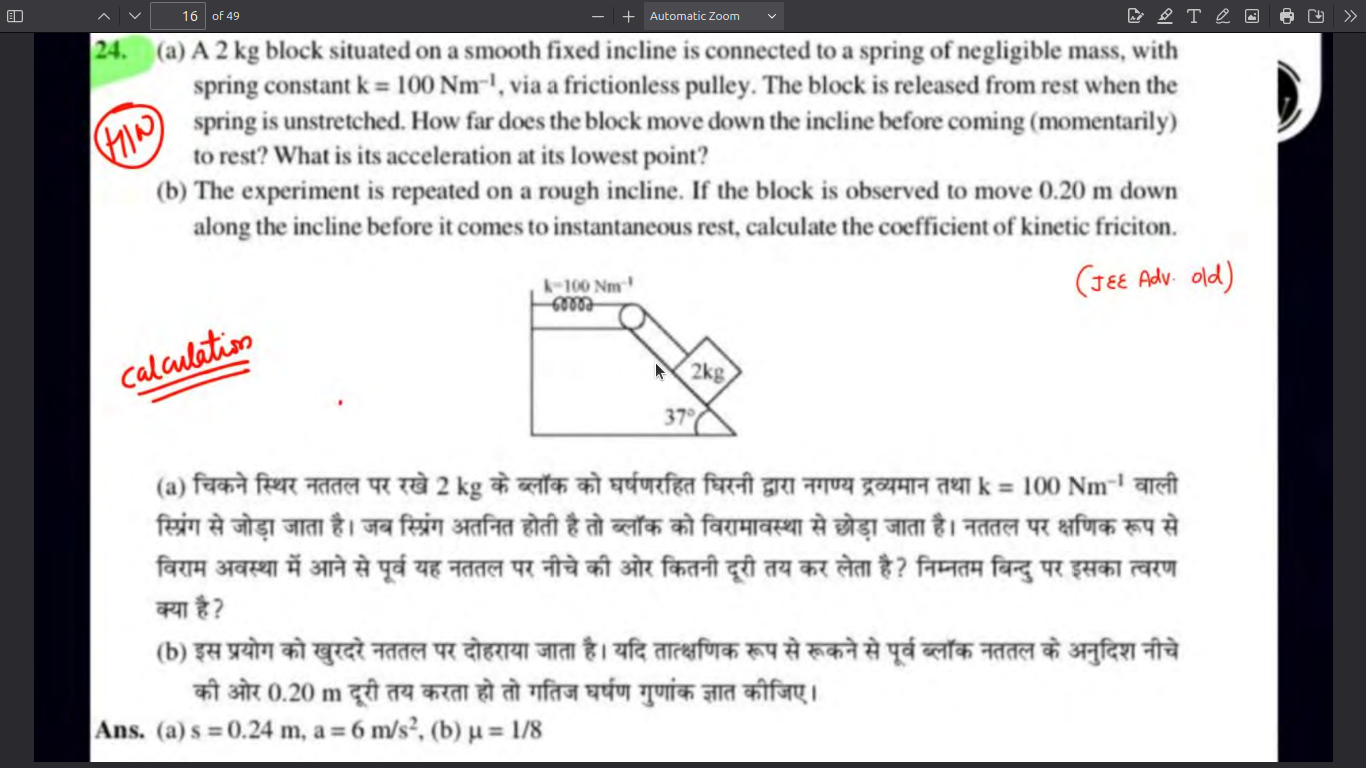 16 of 49 Automatic Zoom
24. (a) A 2 kg block situated on a smooth fixed incline is connected to a spring of negligible mass, with
spring constant k = 100 Nm⁻¹, via a frictionless pulley. The block is released from rest when the
HIN
spring is unstretched. How far does the block move down the incline before coming (momentarily)
to rest? What is its acceleration at its lowest point?
(b) The experiment is repeated on a rough incline. If the block is observed to move 0.20 m down
along the incline before it comes to instantaneous rest, calculate the coefficient of kinetic friciton.
(JEE Adv. old)
k=100 Nm⁻¹
calculation
2kg
37°
(a) चिकने स्थिर नततल पर रखे 2 kg के ब्लॉक को घर्षणरहित घिरनी द्वारा नगण्य द्रव्यमान तथा k = 100 Nm⁻¹ वाली
स्प्रिंग से जोड़ा जाता है। जब स्प्रिंग अतनित होती है तो ब्लॉक को विरामावस्था से छोड़ा जाता है। नततल पर क्षणिक रूप से
विराम अवस्था में आने से पूर्व यह नततल पर नीचे की ओर कितनी दूरी तय कर लेता है? निम्नतम बिन्दु पर इसका त्वरण
क्या है?
(b) इस प्रयोग को खुरदरे नततल पर दोहराया जाता है। यदि तात्क्षणिक रूप से रूकने से पूर्व ब्लॉक नततल के अनुदिश नीचे
की ओर 0.20 m दूरी तय करता हो तो गतिज घर्षण गुणांक ज्ञात कीजिए।
Ans. (a) s = 0.24 m, a = 6 m/s², (b) μ = 1/8